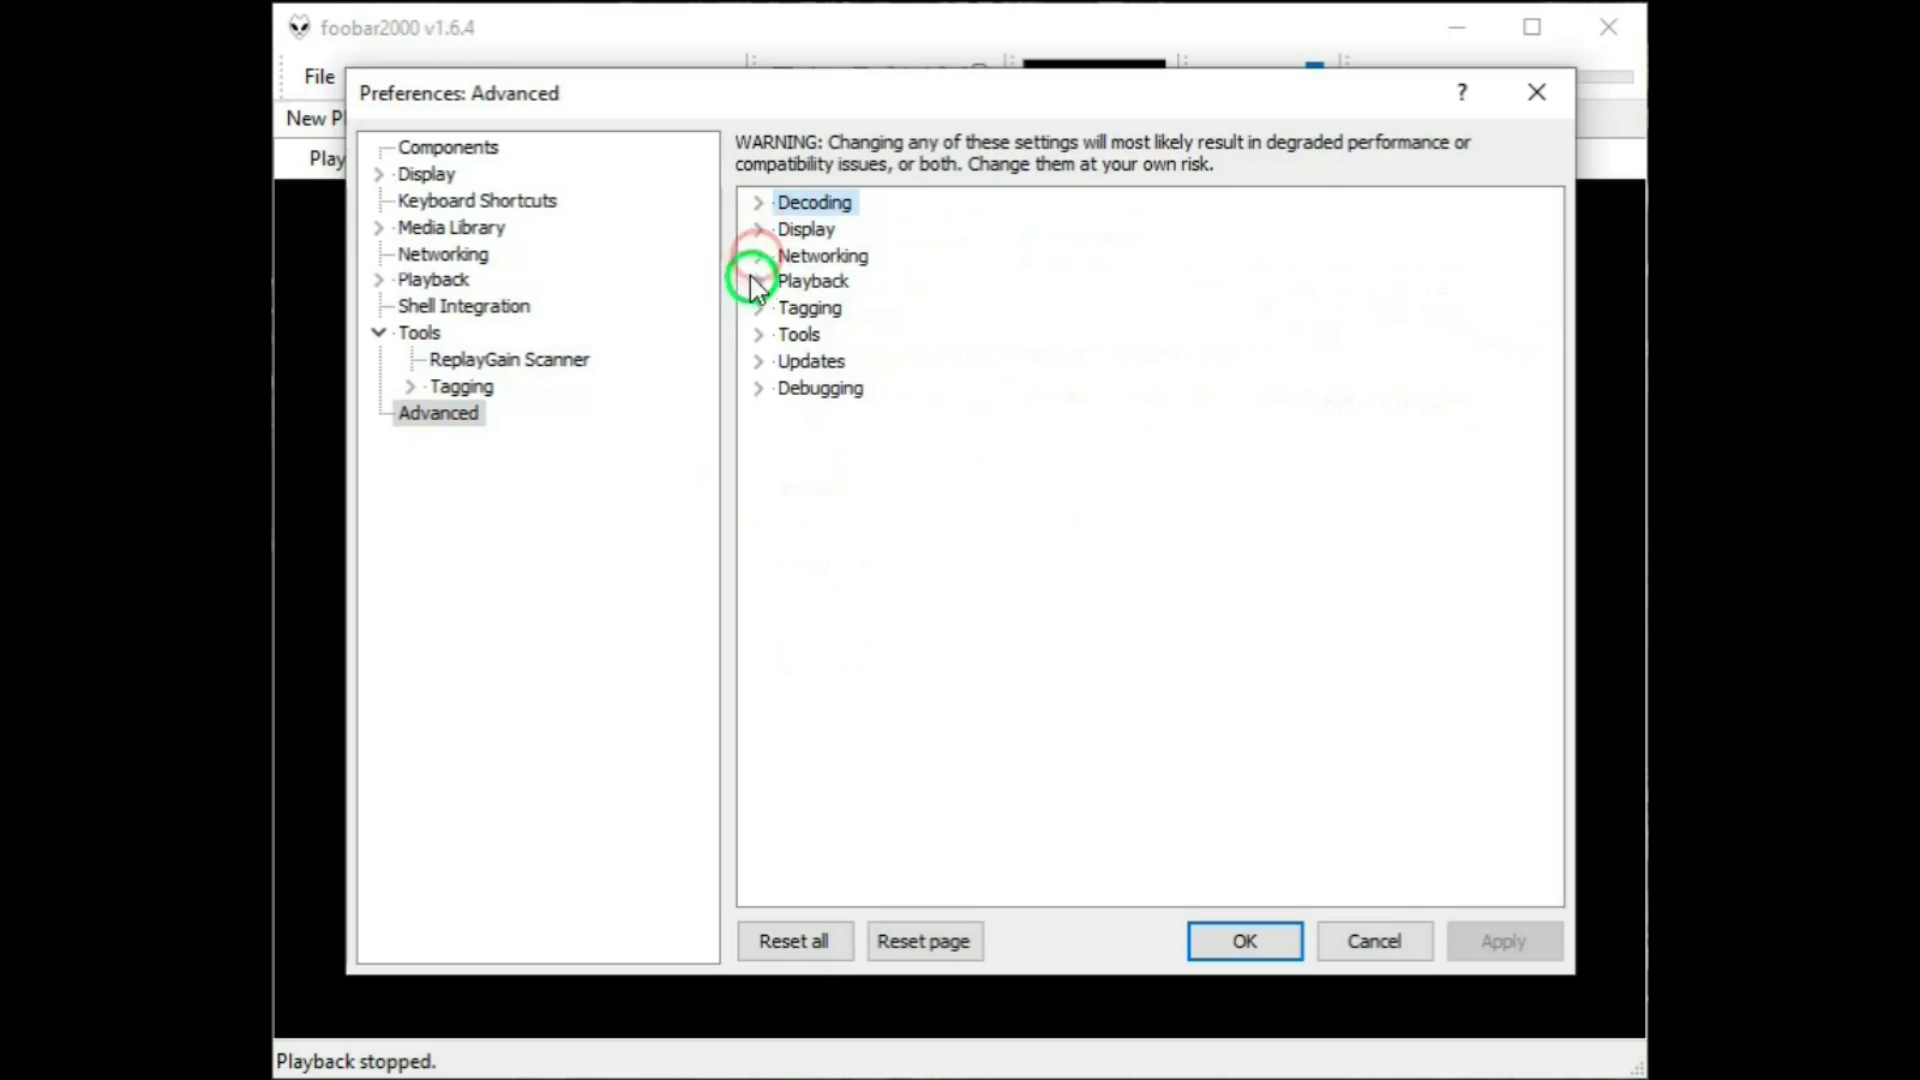 foobar2000 v1.6.4
File
New P
Play
Preferences: Advanced
?
Components
Display
Keyboard Shortcuts
Media Library
Networking
Playback
Shell Integration
Tools
ReplayGain Scanner
Tagging
Advanced
WARNING: Changing any of these settings will most likely result in degraded performance or
compatibility issues, or both. Change them at your own risk.
Decoding
Display
Networking
Playback
Tagging
Tools
Updates
Debugging
Reset all
Reset page
OK
Cancel
Apply
Playback stopped.